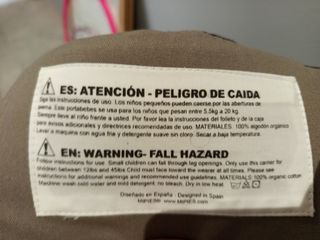 ES: ATENCIÓN - PELIGRO DE CAIDA
Siga las instrucciones de uso. Los niños pequeños pueden caerse por las aberturas de
pierna. Este portabebes se usa para los niños que pesan entre 5.5kg a 20 kg.
Siempre lleve al niño frente a usted. Por favor lea las instrucciones del folleto y de la caja
para avisos adicionales y directrices recomendadas de uso. MATERIALES: 100% algodón orgánico
Lavar a maquina con agua fria y detergente suave Sin lejia. Secar a baja temperatura.
EN: WARNING- FALL HAZARD
Follow instructions for use. Small children can fall through leg openings. Only use this carrier for
children between 12lbs and 45lbs Child must face toward the wearer at all times. Please see
instructions for additional warnings and recommended use guidelines. MATERIALS: 100% organic cotton
Machine wash cold water and mild detergent; no bleach. Dry in low heat
Diseñado en España - Designed in Spain